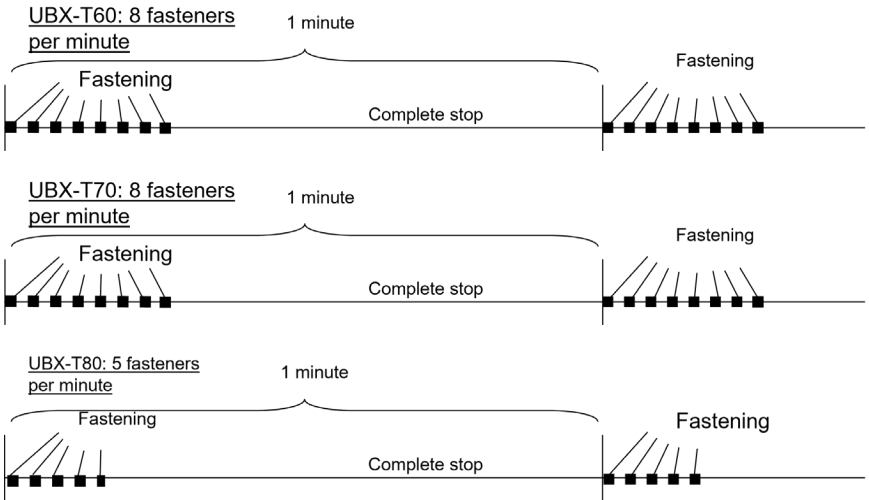 UBX-T60: 8 fasteners
per minute
1 minute
Fastening
Fastening
Complete stop
UBX-T70: 8 fasteners
per minute
1 minute
Fastening
Fastening
Complete stop
UBX-T80: 5 fasteners
per minute
1 minute
Fastening
Fastening
Complete stop